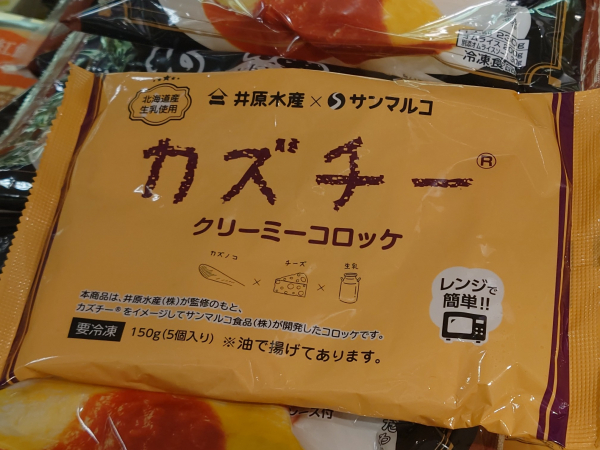 冷凍食品
北海道産
生乳使用
井原水産×サンマルコ
カズチー®
クリーミーコロッケ
カズノコ × チーズ × 生乳
レンジで
簡単!!
本商品は、井原水産(株)が監修のもと、
カズチー®をイメージしてサンマルコ食品(株)が開発したコロッケです。
要冷凍 150g(5個入り) ※油で揚げてあります。